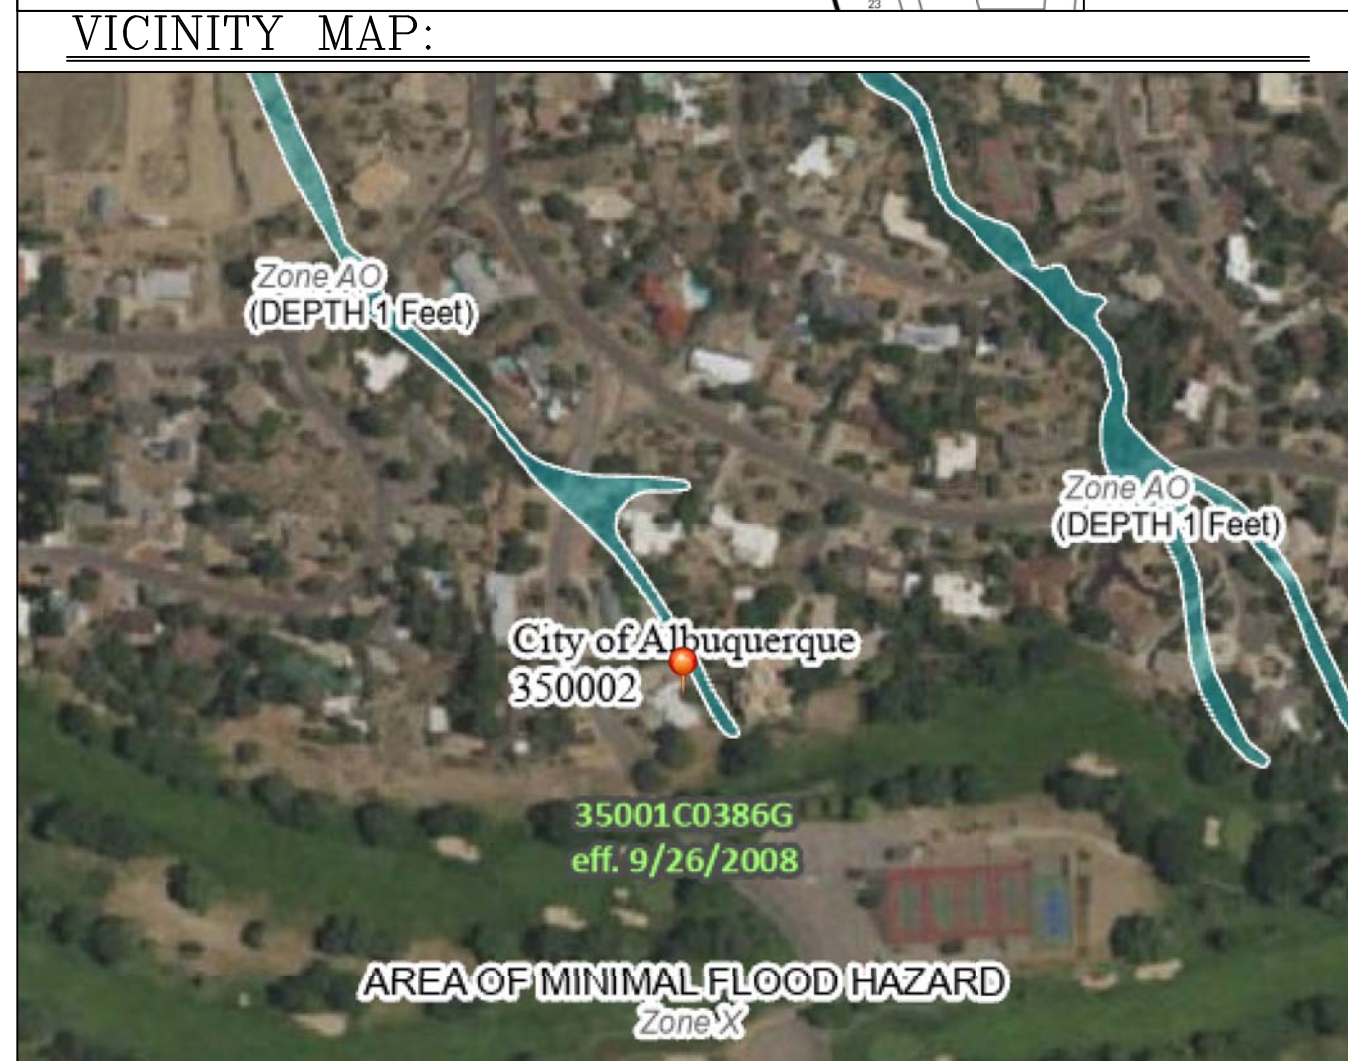 23
VICINITY MAP:
Zone AO
(DEPTH 1 Feet)
Zone AO
(DEPTH 1 Feet)
City of Albuquerque
350002
35001C0386G
eff. 9/26/2008
AREA OF MINIMAL FLOOD HAZARD
Zone X